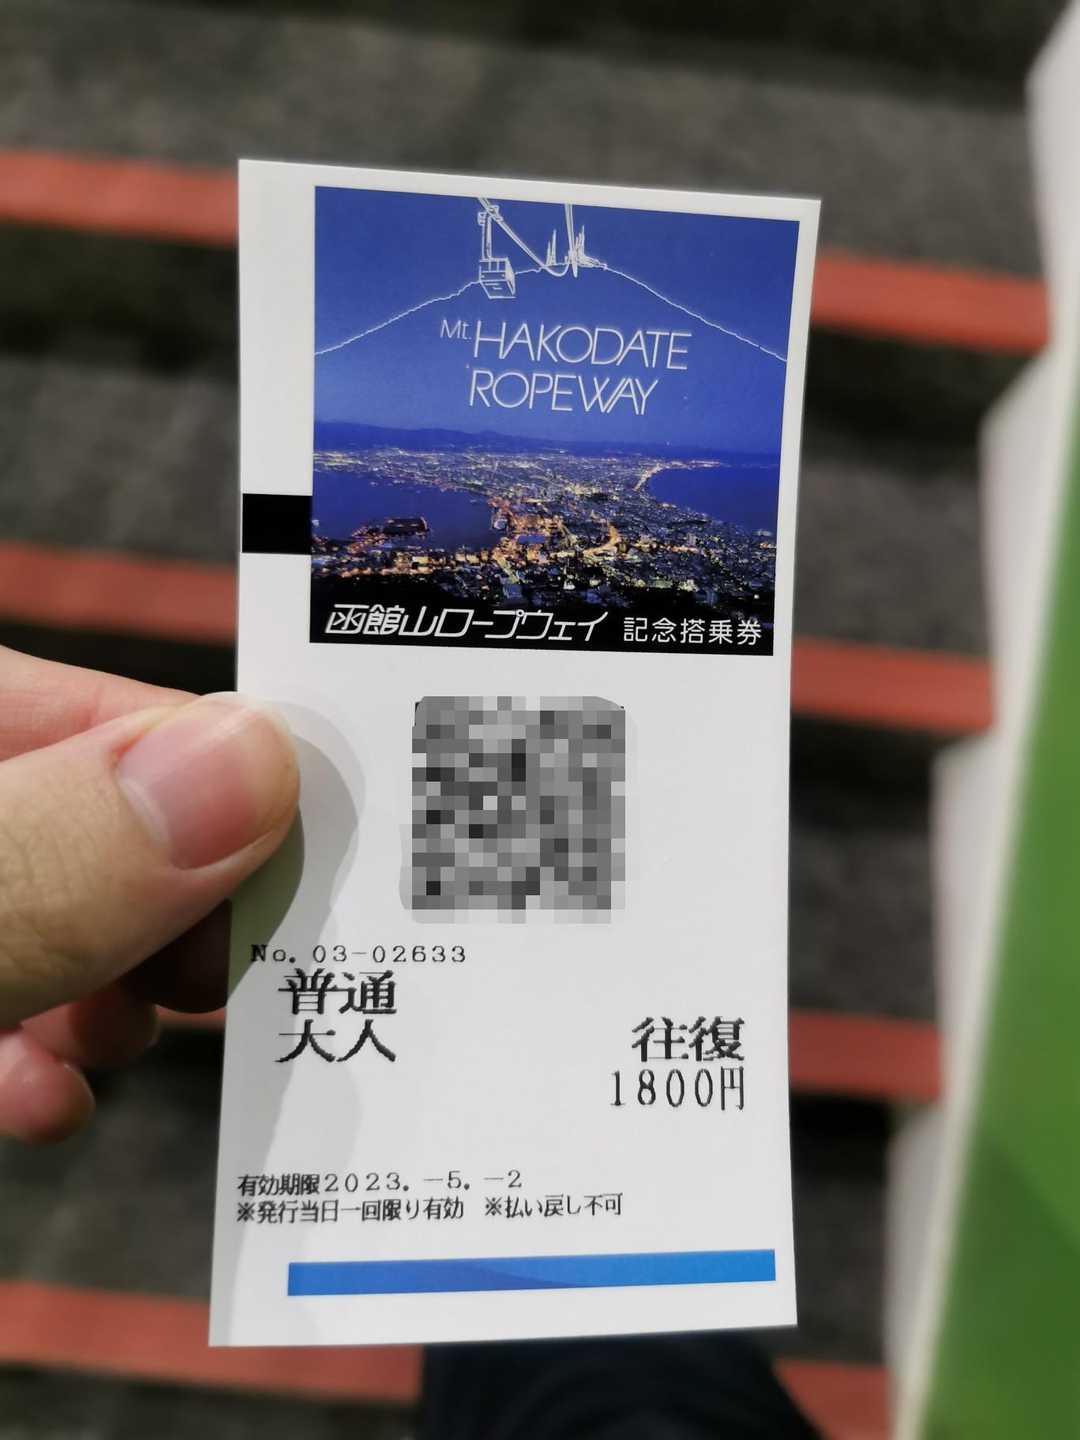 Mt. HAKODATE
ROPEWAY
函館山ロープウェイ 記念搭乗券
No. 03-02633
普通
大人
往復
1800円
有効期限2023. -5. -2
※発行当日一回限り有効 ※払い戻し不可